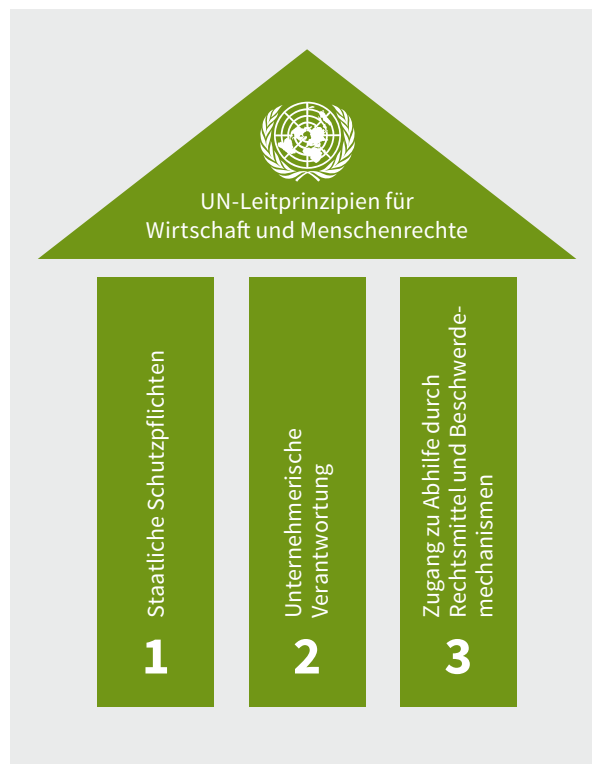 UN-Leitprinzipien für
Wirtschaft und Menschenrechte
Staatliche Schutzpflichten
1
Unternehmerische
Verantwortung
2
Zugang zu Abhilfe durch
Rechtsmittel und Beschwerde-
mechanismen
3